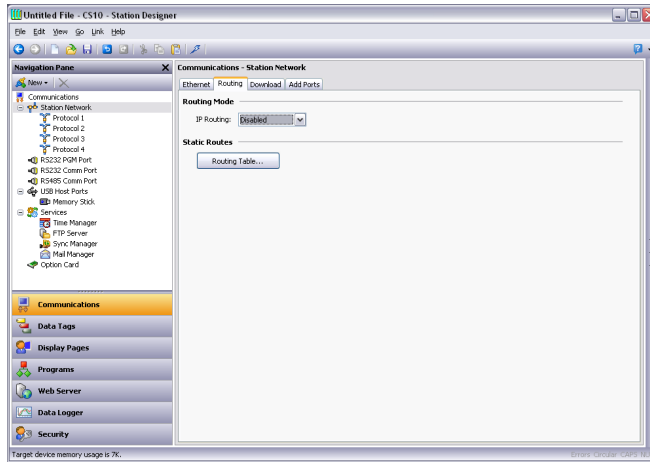 Untitled File - CS10 - Station Designer
File Edit View Go Link Help
Navigation Pane
New
Communications
Station Network
Protocol 1
Protocol 2
Protocol 3
Protocol 4
RS232 PGM Port
RS232 Comm Port
RS485 Comm Port
USB Host Ports
Memory Stick
Services
Time Manager
FTP Server
Sync Manager
Mail Manager
Option Card
Communications
Data Tags
Display Pages
Programs
Web Server
Data Logger
Security
Communications - Station Network
Ethernet Routing Download Add Ports
Routing Mode
IP Routing: Disabled
Static Routes
Routing Table...
Target device memory usage is 7K.
Errors Circular CAPS